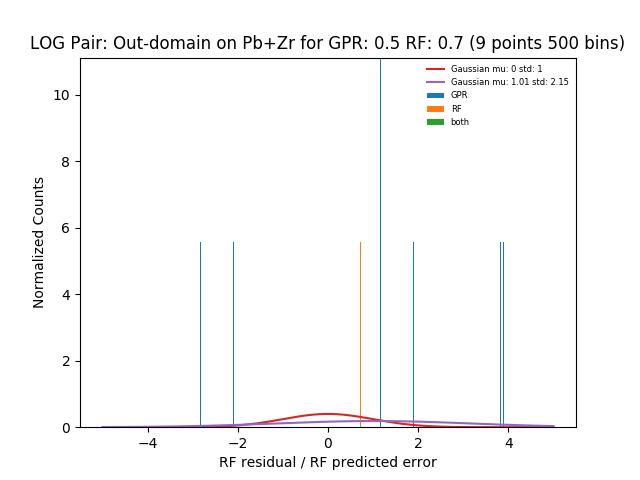 LOG Pair: Out-domain on Pb+Zr for GPR: 0.5 RF: 0.7 (9 points 500 bins)
Gaussian mu: 0 std: 1
Gaussian mu: 1.01 std: 2.15
GPR
RF
both
10
8
6
4
2
0
Normalized Counts
−4
−2
0
2
4
RF residual / RF predicted error